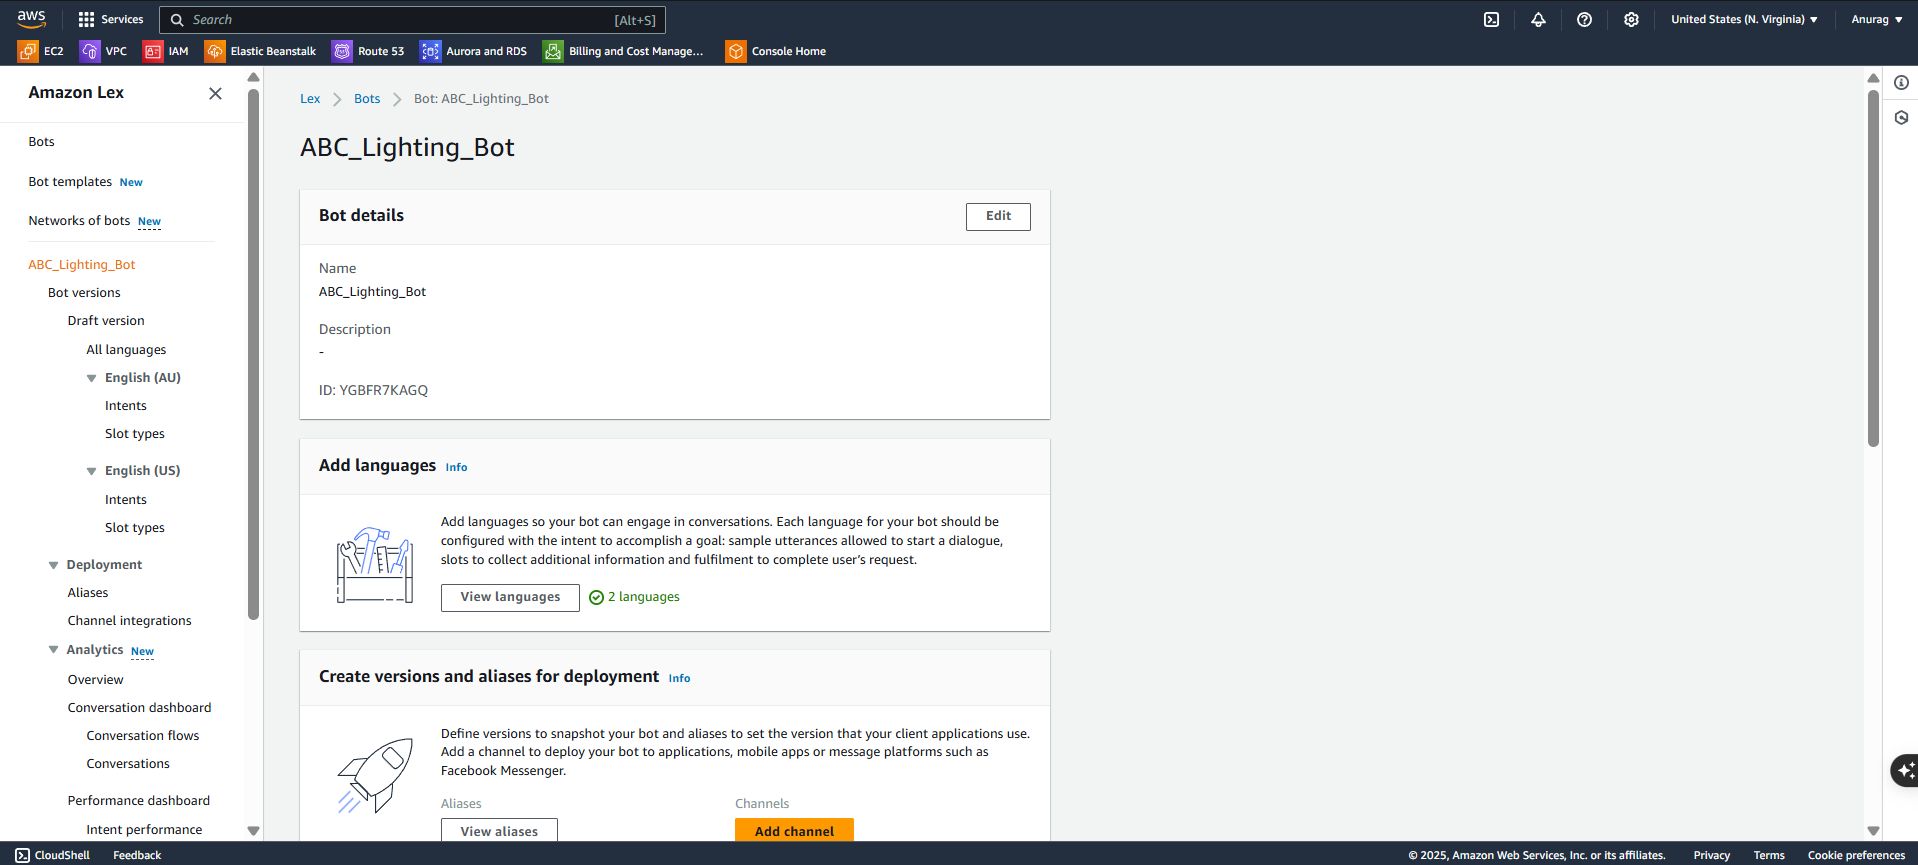 aws
Services
Search
[Alt+S]
United States (N. Virginia)
Anurag
EC2
VPC
IAM
Elastic Beanstalk
Route 53
Aurora and RDS
Billing and Cost Manage...
Console Home
Amazon Lex
Bots
Bot templates New
Networks of bots New
ABC_Lighting_Bot
Bot versions
Draft version
All languages
English (AU)
Intents
Slot types
English (US)
Intents
Slot types
Deployment
Aliases
Channel integrations
Analytics New
Overview
Conversation dashboard
Conversation flows
Conversations
Performance dashboard
Intent performance
Lex
Bots
Bot: ABC_Lighting_Bot
ABC_Lighting_Bot
Bot details
Edit
Name
ABC_Lighting_Bot
Description
-
ID: YGBFR7KAGQ
Add languages Info
Add languages so your bot can engage in conversations. Each language for your bot should be
configured with the intent to accomplish a goal: sample utterances allowed to start a dialogue,
slots to collect additional information and fulfilment to complete user's request.
View languages
2 languages
Create versions and aliases for deployment Info
Define versions to snapshot your bot and aliases to set the version that your client applications use.
Add a channel to deploy your bot to applications, mobile apps or message platforms such as
Facebook Messenger.
Aliases
Channels
View aliases
Add channel
CloudShell
Feedback
© 2025, Amazon Web Services, Inc. or its affiliates.
Privacy
Terms
Cookie preferences